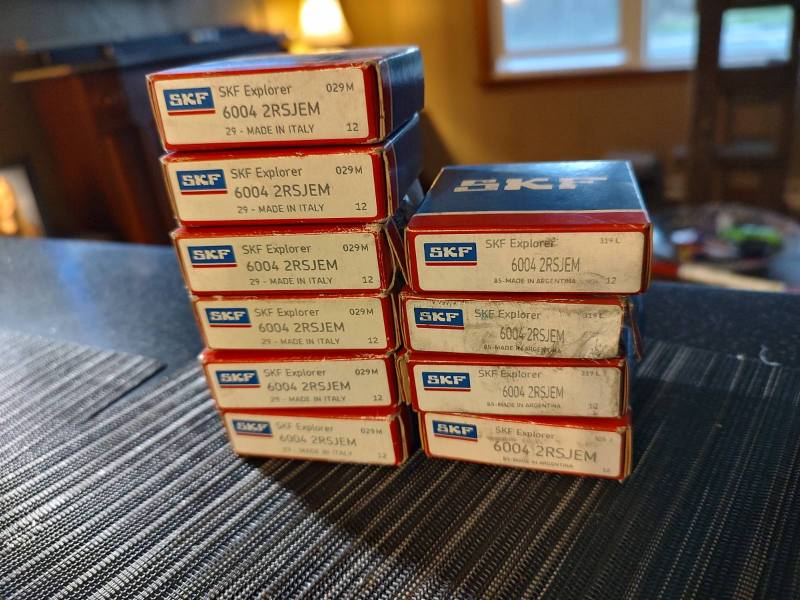 SKF
SKF Explorer
029M
6004 2RSJEM
29 - MADE IN ITALY
12
SKF
SKF Explorer
029M
6004 2RSJEM
29 - MADE IN ITALY
12
SKF
SKF Explorer
029M
6004 2RSJEM
29 - MADE IN ITALY
12
SKF
SKF Explorer
029M
6004 2RSJEM
29 - MADE IN ITALY
12
SKF
SKF Explorer
029M
6004 2RSJEM
29 - MADE IN ITALY
12
SKF
SKF Explorer
029M
6004 2RSJEM
29 - MADE IN ITALY
12
SKF
SKF
SKF Explorer
319 L
6004 2RSJEM
85-MADE IN ARGENTINA
12
SKF
SKF Explorer
319 L
6004 2RSJEM
85-MADE IN ARGENTINA
SKF
SKF Explorer
319 L
6004 2RSJEM
85-MADE IN ARGENTINA
12
SKF
SKF Explorer
6004 2RSJEM
85-MADE IN ARGENTINA
12